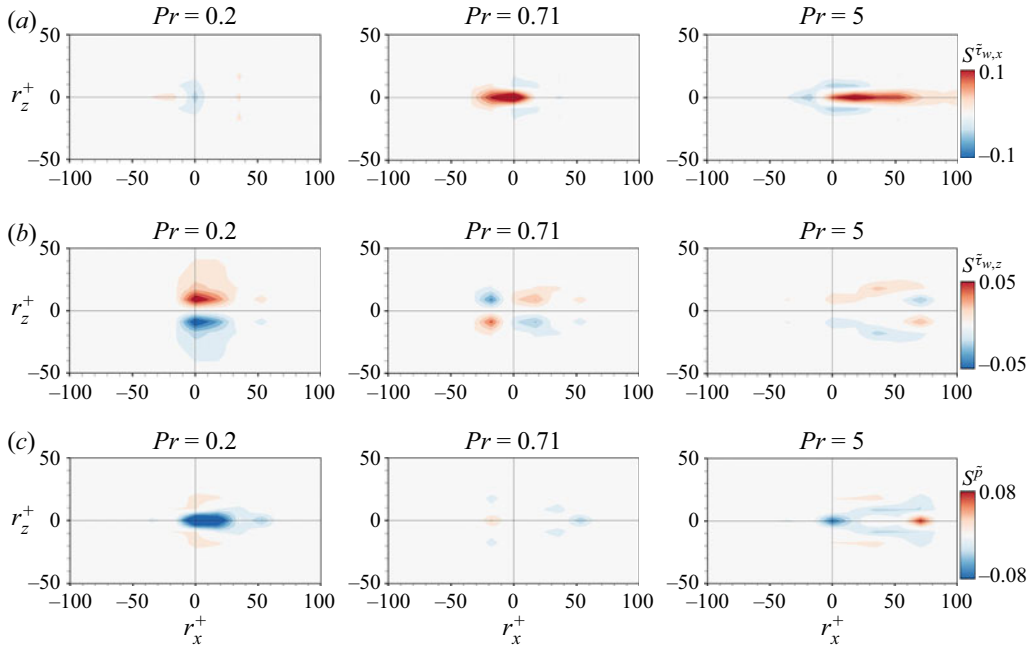 (a) Pr = 0.2 Pr = 0.71 Pr = 5
50 50 50 S^{τ̃_{w,x}}
0.1
r_z^+ 0 0 0
–0.1
–50 –50 –50
–100 –50 0 50 100 –100 –50 0 50 100 –100 –50 0 50 100
(b) Pr = 0.2 Pr = 0.71 Pr = 5
50 50 50 S^{τ̃_{w,z}}
0.05
r_z^+ 0 0 0
–0.05
–50 –50 –50
–100 –50 0 50 100 –100 –50 0 50 100 –100 –50 0 50 100
(c) Pr = 0.2 Pr = 0.71 Pr = 5
50 50 50 S^{p̃}
0.08
r_z^+ 0 0 0
–0.08
–50 –50 –50
–100 –50 0 50 100 –100 –50 0 50 100 –100 –50 0 50 100
r_x^+ r_x^+ r_x^+